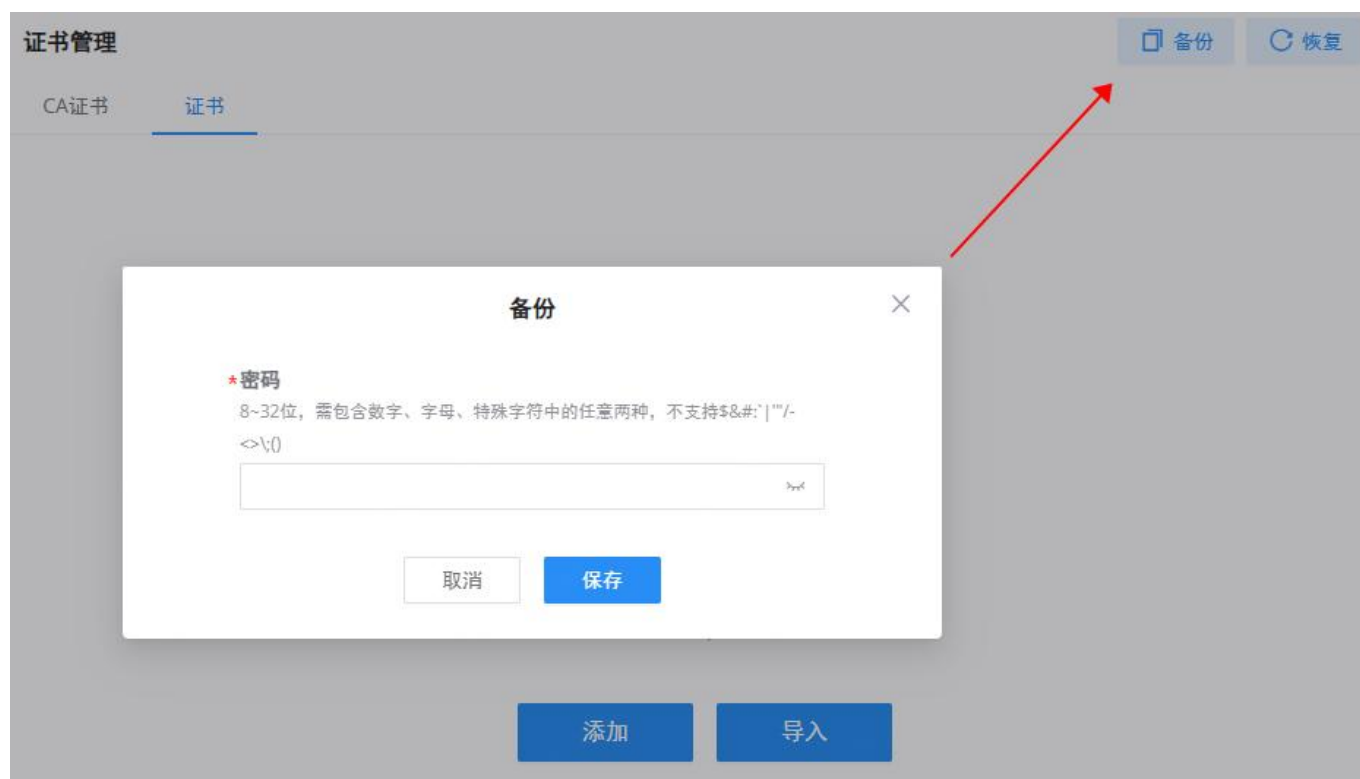 证书管理
备份 恢复
CA证书 证书
备份
*密码
8~32位，需包含数字、字母、特殊字符中的任意两种，不支持$&#:`|'"/-
<>\;()
取消 保存
添加 导入